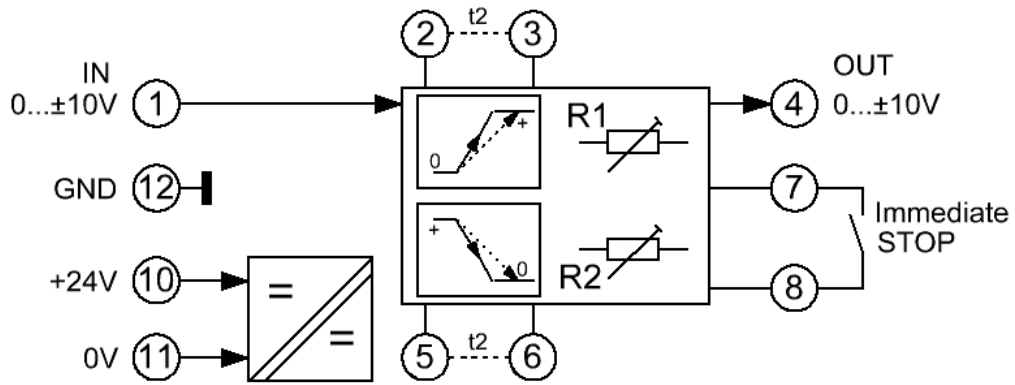 2 t2 3
IN
0...±10V 1
OUT
4 0...±10V
0 +
R1
GND 12
7
Immediate
STOP
+ 0
R2
+24V 10
8
= =
0V 11
5 t2 6